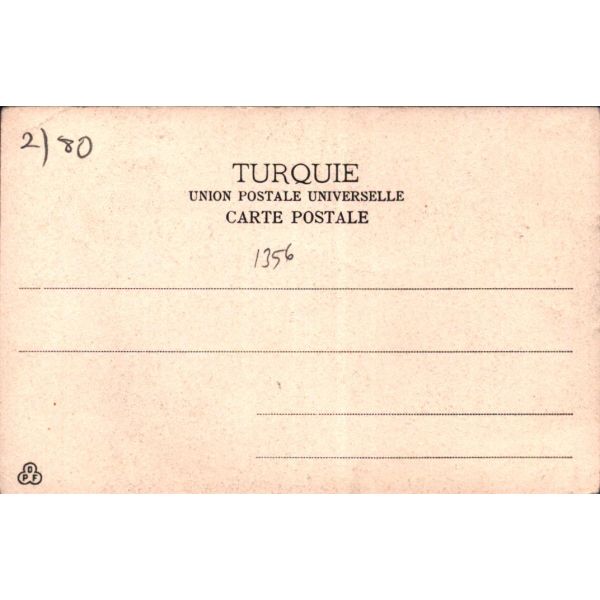 2/80
TURQUIE
UNION POSTALE UNIVERSELLE
CARTE POSTALE
1356
D
P F